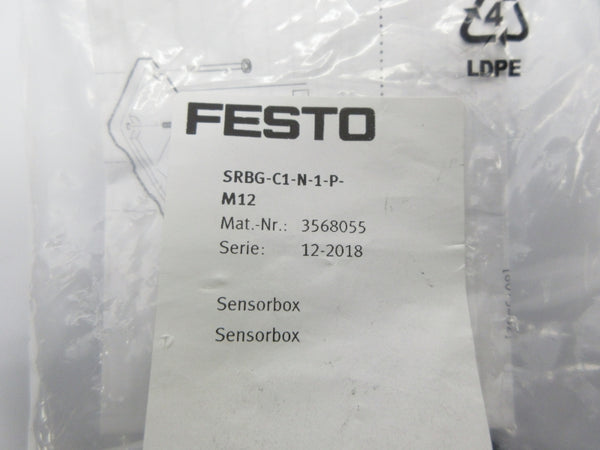 4
LDPE
FESTO
SRBG-C1-N-1-P-
M12
Mat.-Nr.: 3568055
Serie: 12-2018
Sensorbox
Sensorbox